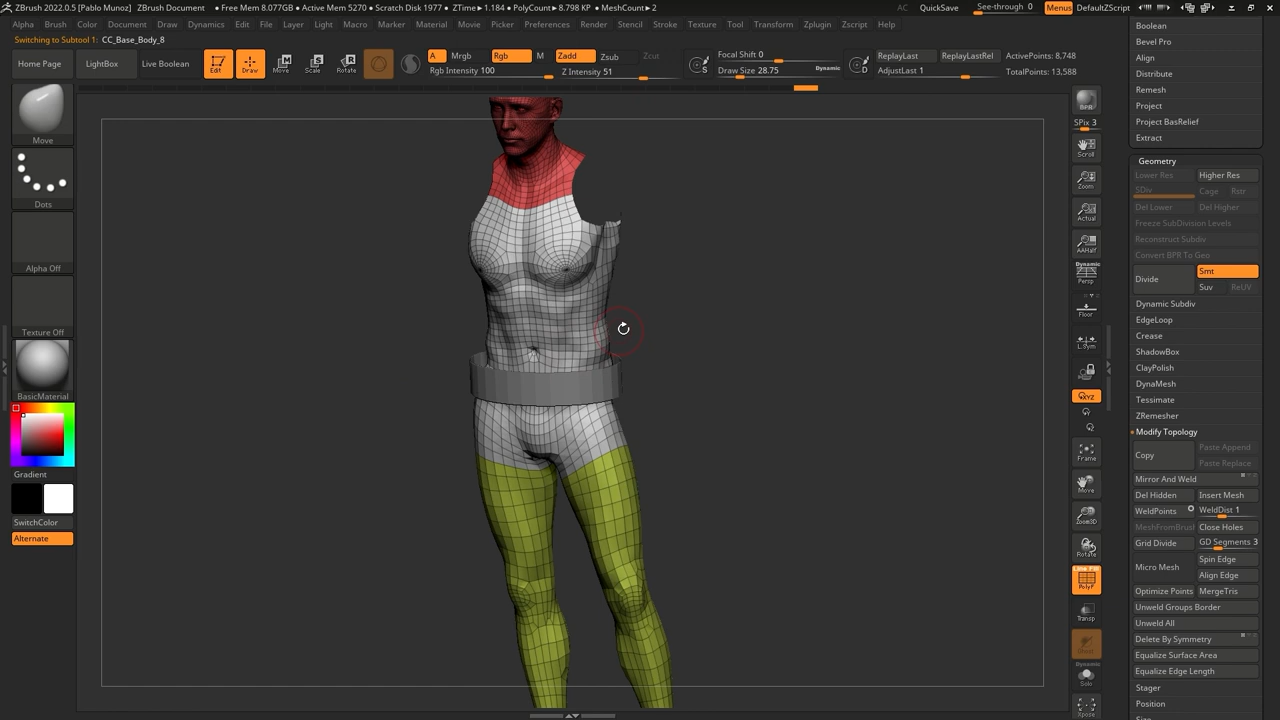 ZBrush 2022.0.5 [Pablo Munoz]   ZBrush Document   • Free Mem 8.077GB • Active Mem 5270 • Scratch Disk 1977 • ZTime▸1.184 • PolyCount▸8.798 KP • MeshCount▸2
AC QuickSave See-through 0 Menus DefaultZScript
Alpha Brush Color Document Draw Dynamics Edit File Layer Light Macro Marker Material Movie Picker Preferences Render Stencil Stroke Texture Tool Transform Zplugin Zscript Help
Switching to Subtool 1: CC_Base_Body_8
Home Page LightBox Live Boolean Edit Draw Move Scale Rotate
A Mrgb Rgb M Zadd Zsub Zcut
Rgb Intensity 100 Z Intensity 51
S Focal Shift 0
Draw Size 28.75 Dynamic
D ReplayLast ReplayLastRel ActivePoints: 8,748
AdjustLast 1 TotalPoints: 13,588
Move
Dots
Alpha Off
Texture Off
BasicMaterial
Gradient
SwitchColor
Alternate
BPR
SPix 3
Scroll
Zoom
Actual
AAHalf
Dynamic
Persp
Floor
L.Sym
XYZ
Frame
Move
Zoom3D
Rotate
Line Fill
PolyF
Transp
Dynamic
Solo
Xpose
Boolean
Bevel Pro
Align
Distribute
Remesh
Project
Project BasRelief
Extract
Geometry
Lower Res Higher Res
SDiv Cage Rstr
Del Lower Del Higher
Freeze SubDivision Levels
Reconstruct Subdiv
Convert BPR To Geo
Divide Smt
Suv ReUV
Dynamic Subdiv
EdgeLoop
Crease
ShadowBox
ClayPolish
DynaMesh
Tessimate
ZRemesher
Modify Topology
Copy Paste Append
Paste Replace
Mirror And Weld
Del Hidden Insert Mesh
WeldPoints WeldDist 1
MeshFromBrush Close Holes
Grid Divide GD Segments 3
Micro Mesh Spin Edge
Align Edge
Optimize Points MergeTris
Unweld Groups Border
Unweld All
Delete By Symmetry
Equalize Surface Area
Equalize Edge Length
Stager
Position